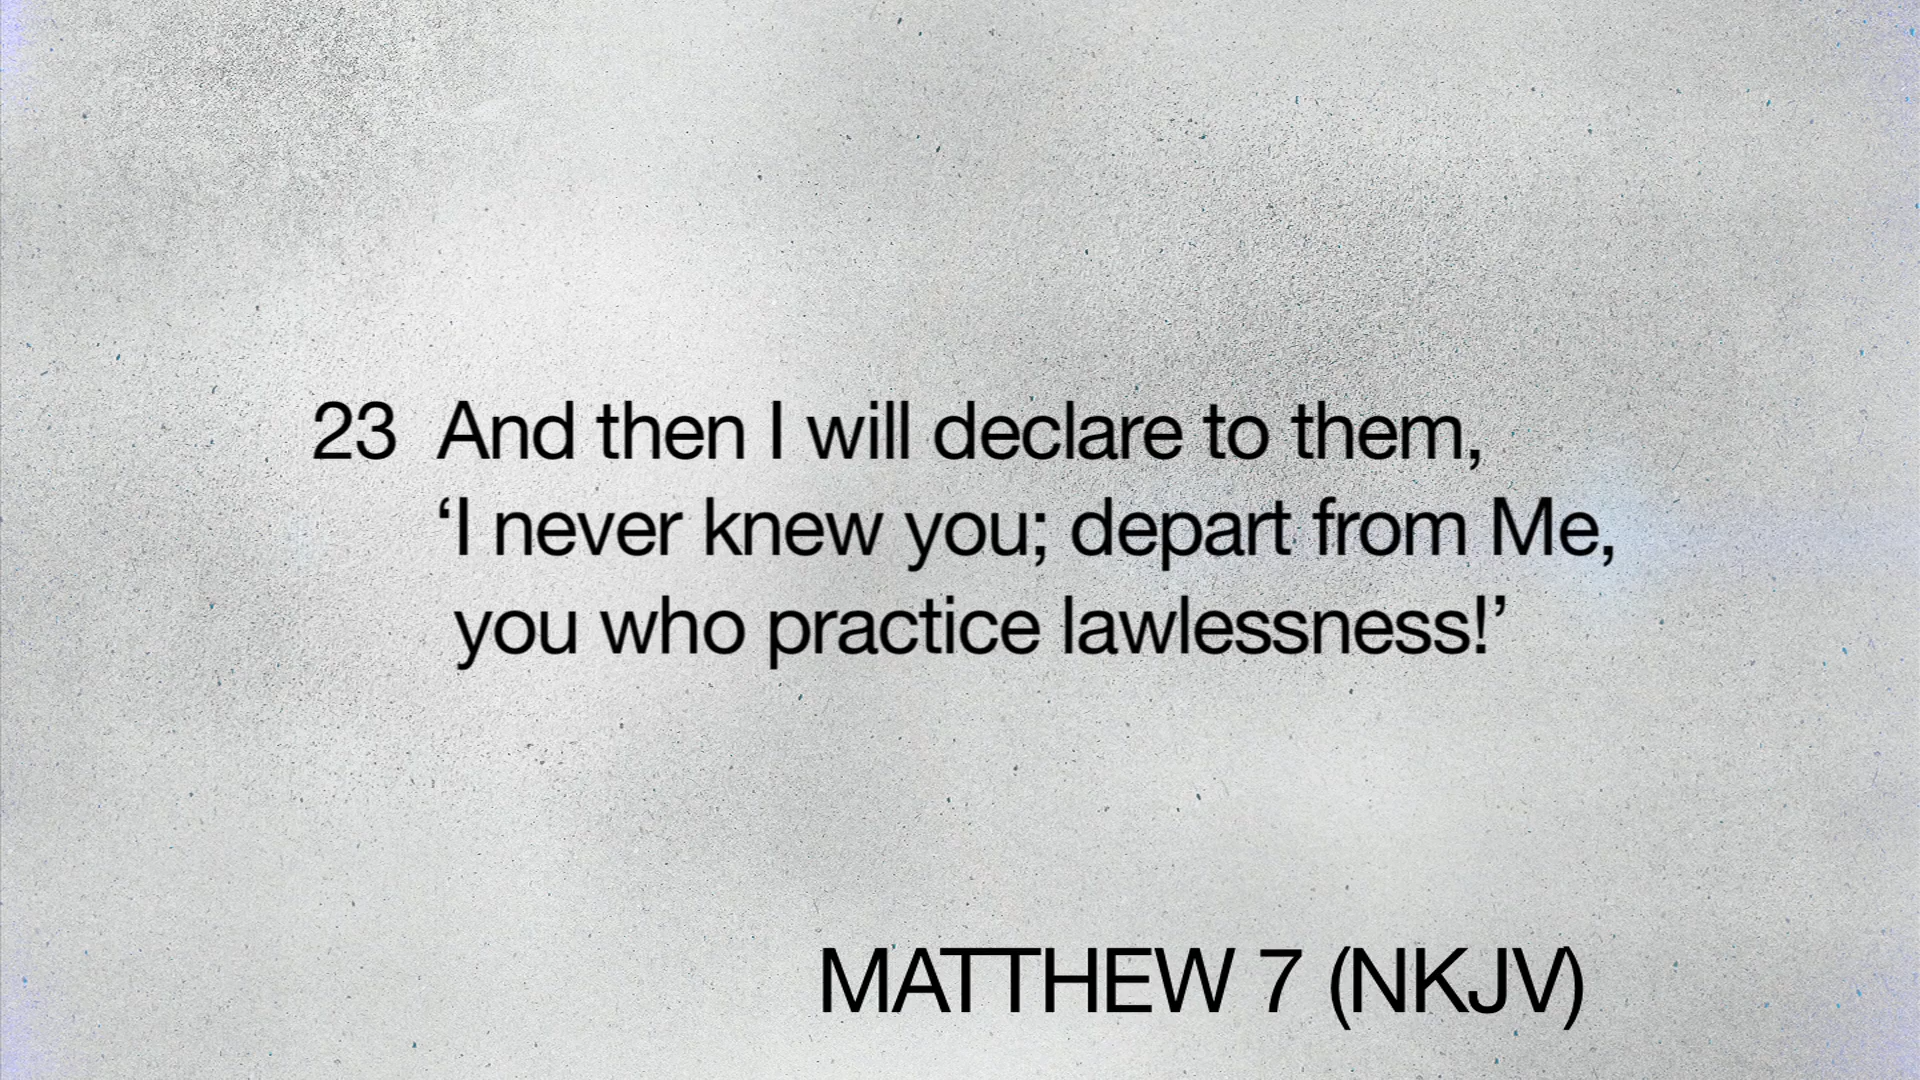 23 And then I will declare to them,
‘I never knew you; depart from Me,
you who practice lawlessness!’
MATTHEW 7 (NKJV)